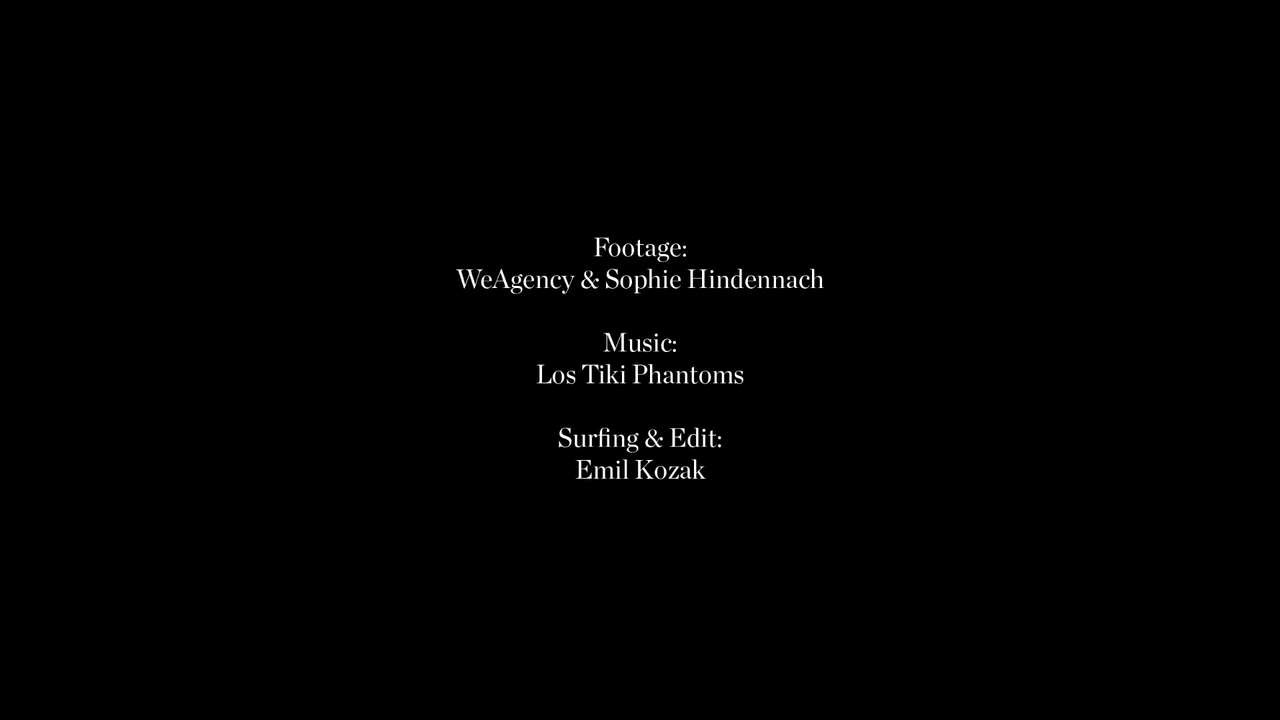 Footage:
WeAgency & Sophie Hindennach
Music:
Los Tiki Phantoms
Surfing & Edit:
Emil Kozak